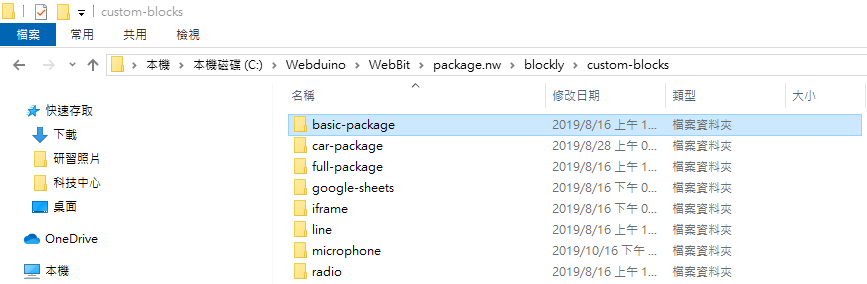 custom-blocks
檔案 常用 共用 檢視
本機 本機磁碟 (C:) Webduino WebBit package.nw blockly custom-blocks
快速存取
下載
研習照片
科技中心
桌面
OneDrive
本機
名稱 修改日期 類型 大小
basic-package 2019/8/16 上午 1... 檔案資料夾
car-package 2019/8/28 上午 0... 檔案資料夾
full-package 2019/8/16 上午 1... 檔案資料夾
google-sheets 2019/8/16 下午 0... 檔案資料夾
iframe 2019/8/16 下午 0... 檔案資料夾
line 2019/8/16 上午 1... 檔案資料夾
microphone 2019/10/16 下午 ... 檔案資料夾
radio 2019/8/16 上午 1... 檔案資料夾